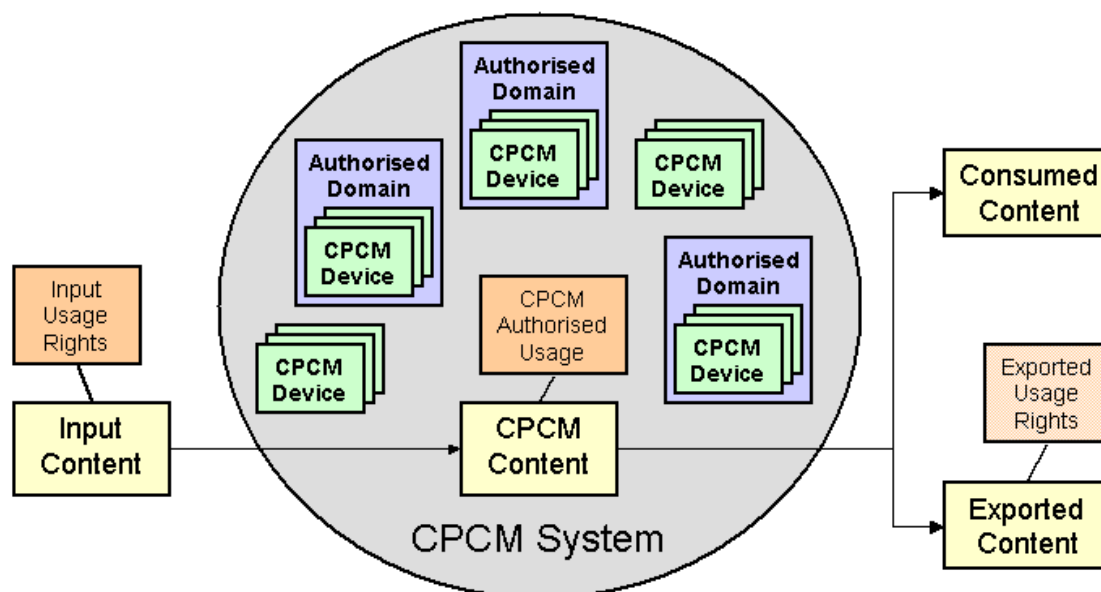 Authorised
Domain
CPCM
Device
CPCM
Device
Authorised
Domain
CPCM
Device
Authorised
Domain
CPCM
Device
CPCM
Device
Input
Usage
Rights
Input
Content
CPCM
Authorised
Usage
CPCM
Content
Consumed
Content
Exported
Usage
Rights
Exported
Content
CPCM System